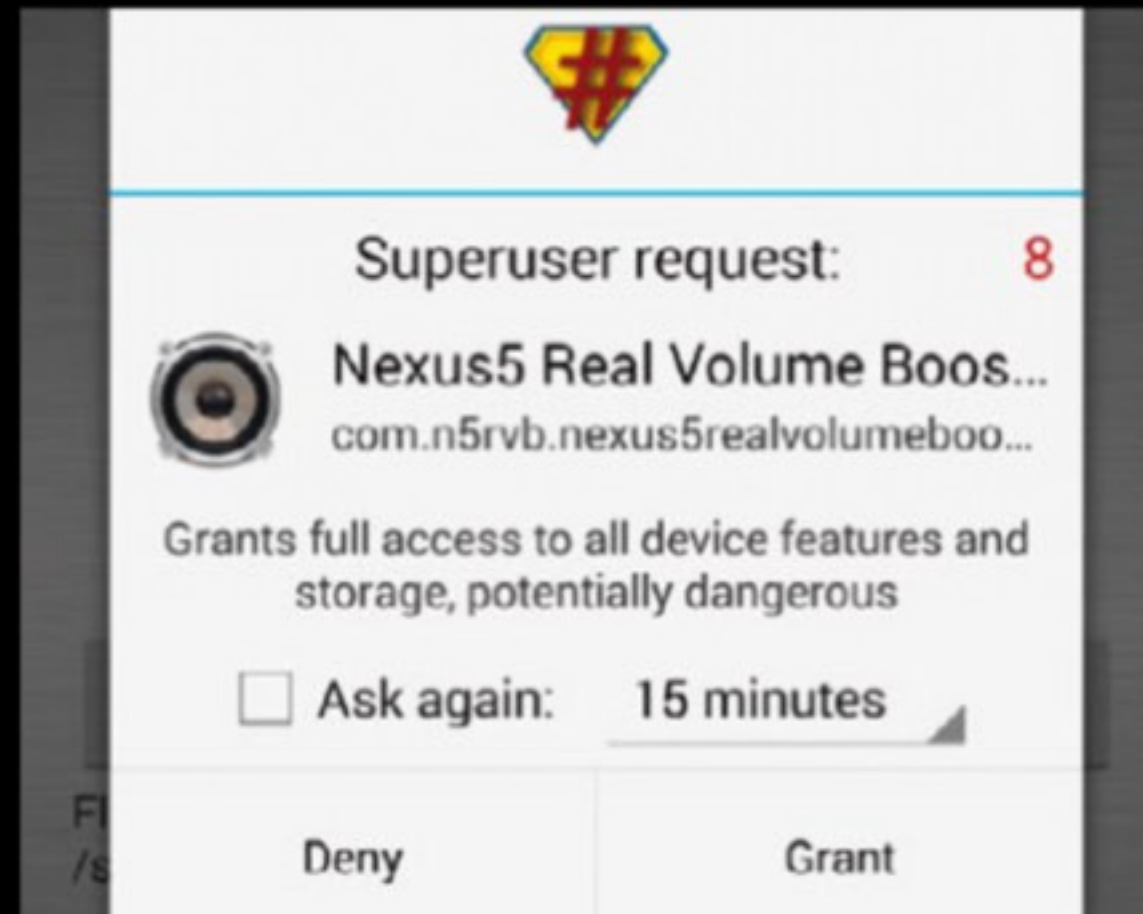 #
Superuser request: 8
Nexus5 Real Volume Boos...
com.n5rvb.nexus5realvolumeboo...
Grants full access to all device features and
storage, potentially dangerous
Ask again: 15 minutes
Fl
/s
Deny Grant